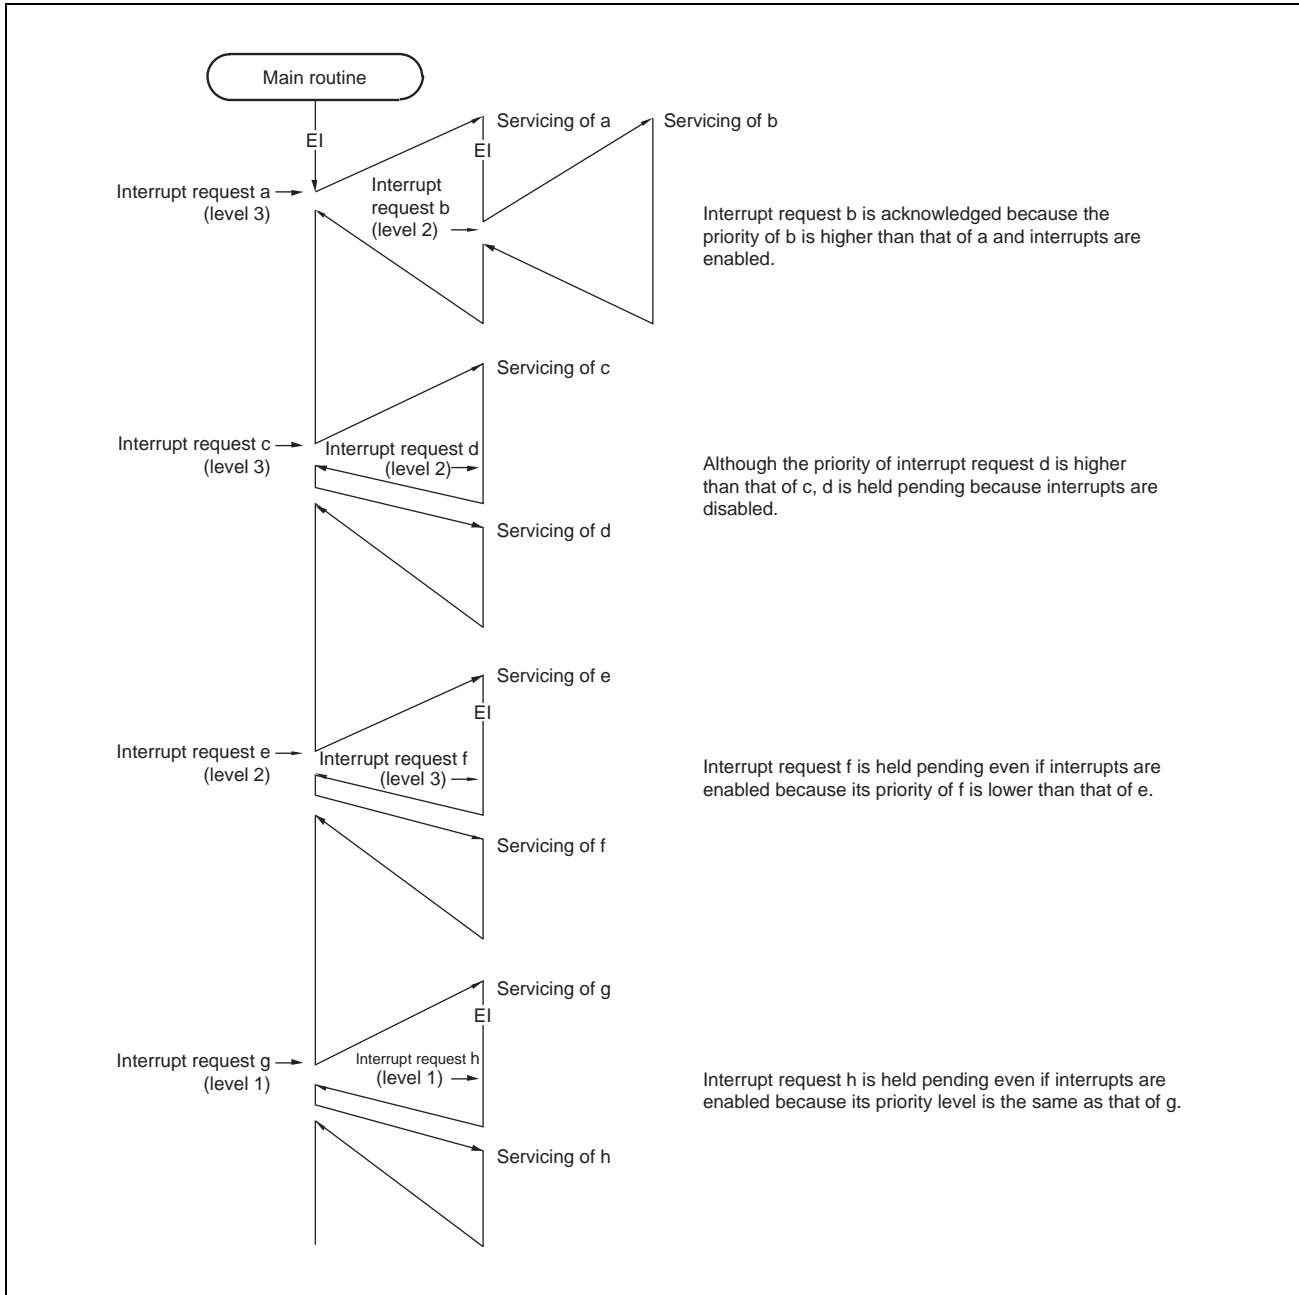 Main routine
EI
Servicing of a
EI
Servicing of b
Interrupt request a
(level 3)
Interrupt
request b
(level 2)
Interrupt request b is acknowledged because the
priority of b is higher than that of a and interrupts are
enabled.
Servicing of c
Interrupt request c
(level 3)
Interrupt request d
(level 2)
Although the priority of interrupt request d is higher
than that of c, d is held pending because interrupts are
disabled.
Servicing of d
Servicing of e
EI
Interrupt request e
(level 2)
Interrupt request f
(level 3)
Interrupt request f is held pending even if interrupts are
enabled because its priority of f is lower than that of e.
Servicing of f
Servicing of g
EI
Interrupt request g
(level 1)
Interrupt request h
(level 1)
Interrupt request h is held pending even if interrupts are
enabled because its priority level is the same as that of g.
Servicing of h